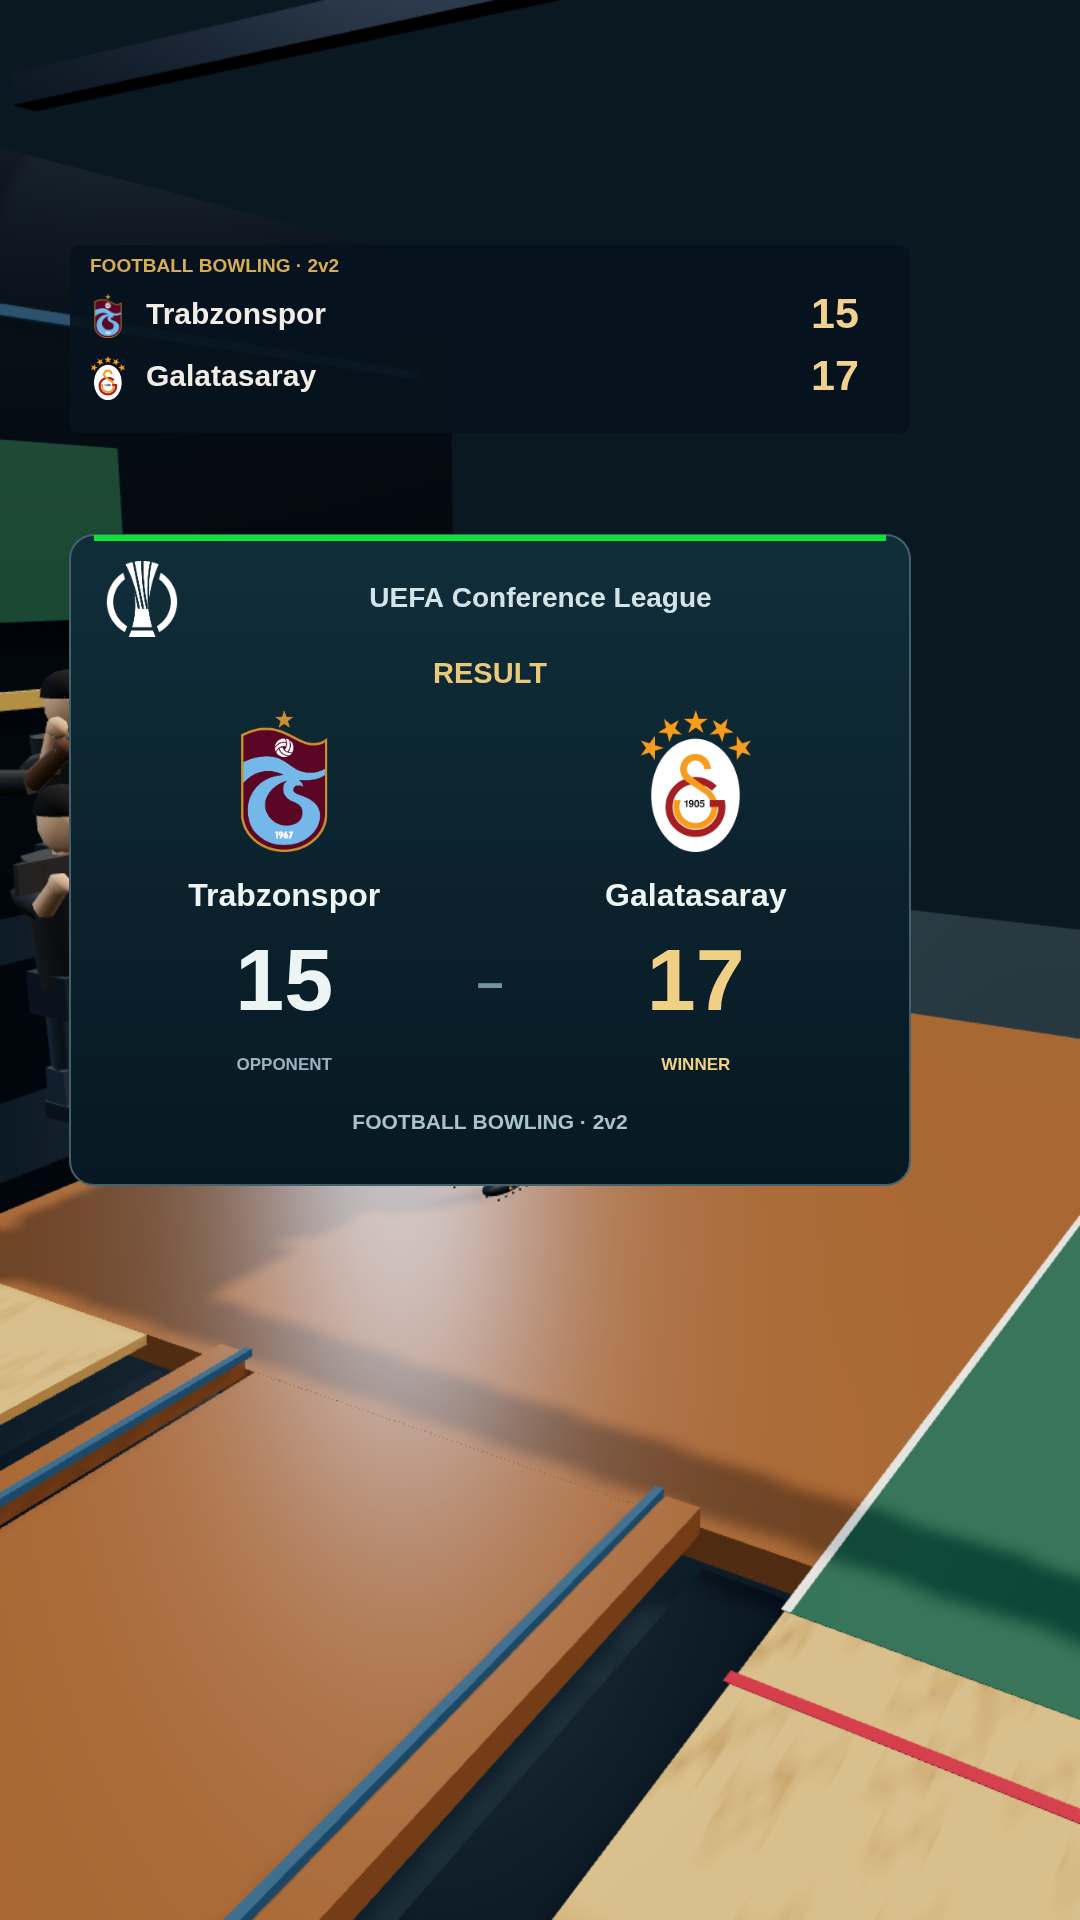 FOOTBALL BOWLING · 2v2
Trabzonspor 15
Galatasaray 17
UEFA Conference League
RESULT
1967
1905
Trabzonspor
Galatasaray
15 – 17
OPPONENT
WINNER
FOOTBALL BOWLING · 2v2